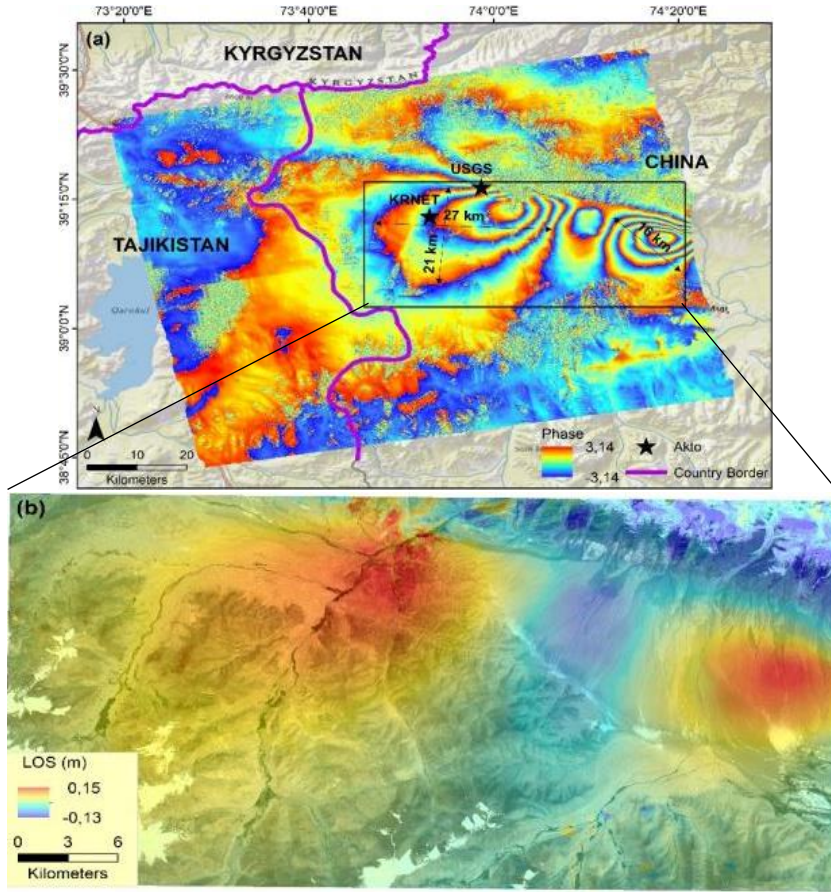 73°20'0"E 73°40'0"E 74°0'0"E 74°20'0"E
(a)
KYRGYZSTAN
KYRGYZSTAN
39°30'0"N
CHINA
USGS
39°15'0"N
KRNET
27 km
16 km
21 km
TAJIKISTAN
39°0'0"N
Phase
3,14
-3,14
Akto
Country Border
0 10 20
Kilometers
38°45'0"N
(b)
LOS (m)
0,15
-0,13
0 3 6
Kilometers